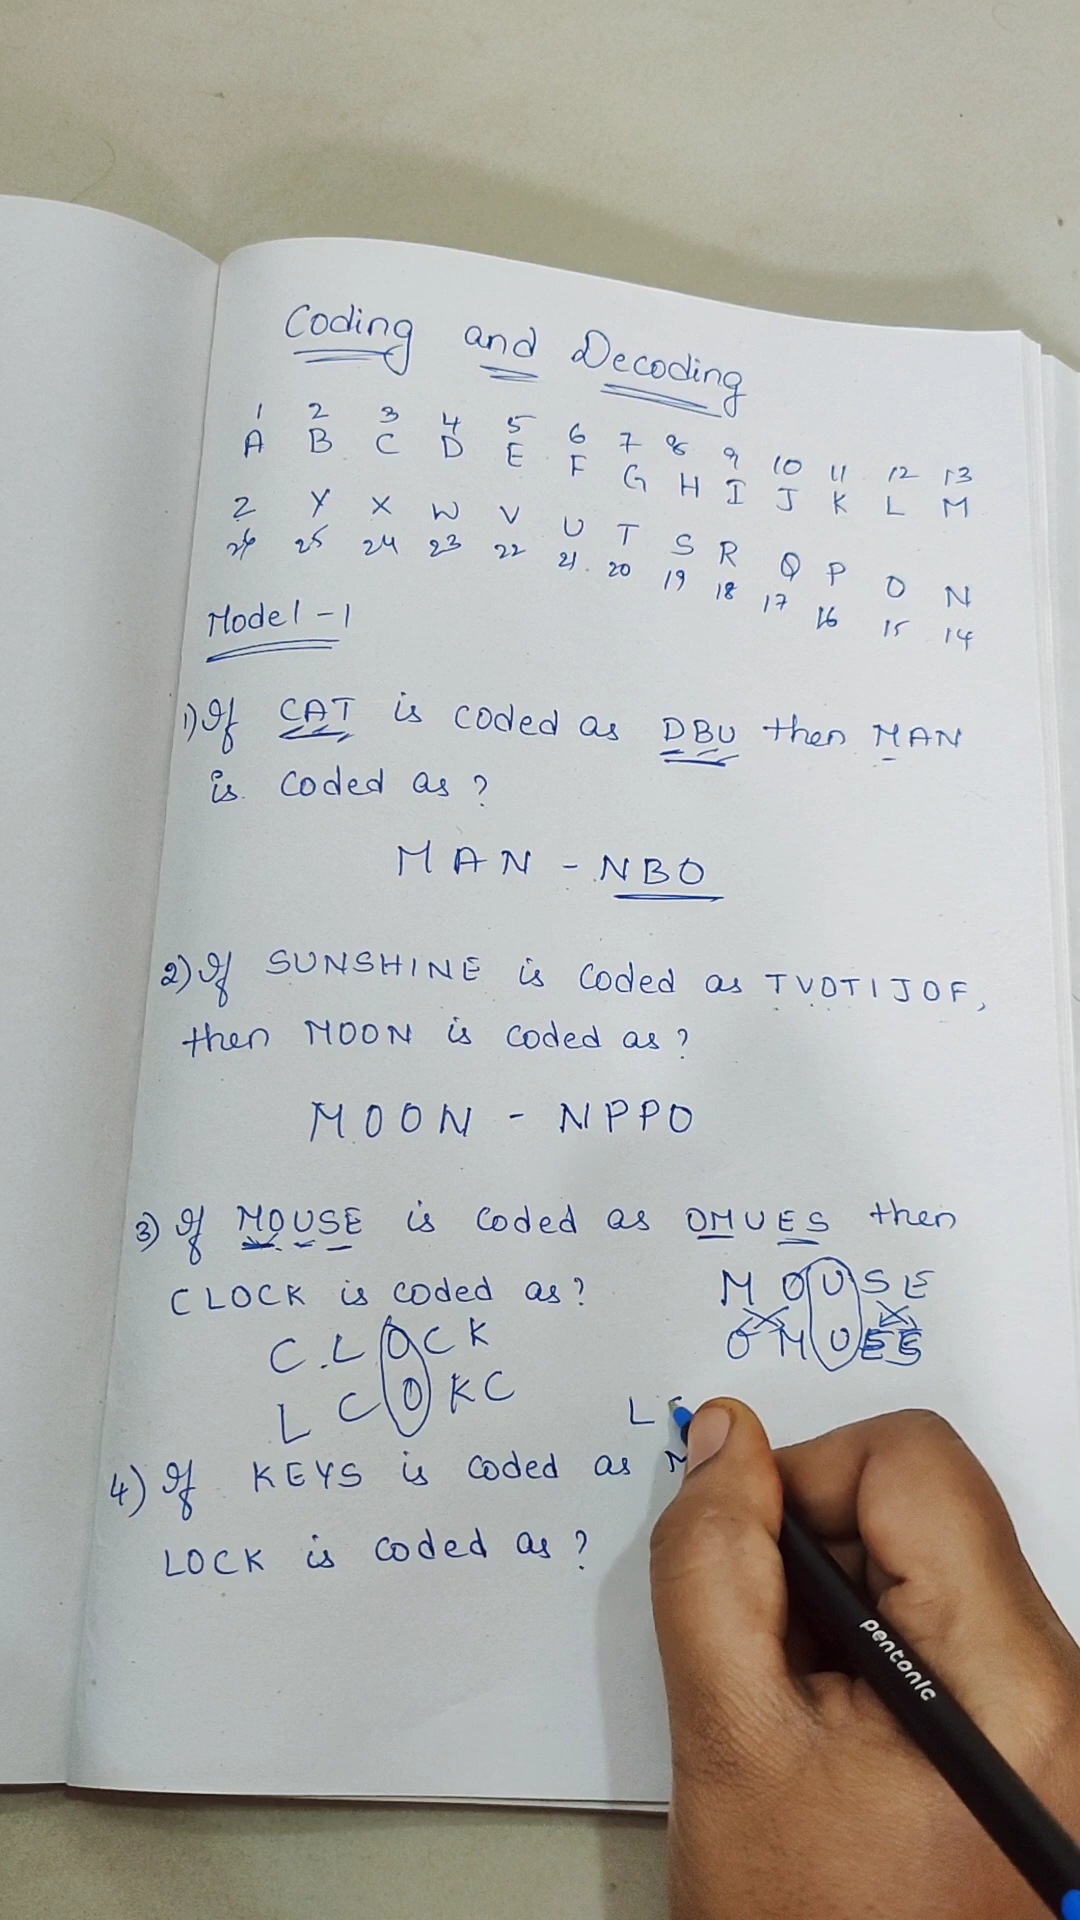 Coding and Decoding
1 2 3 4 5 6 7 8 9 10 11 12 13
A B C D E F G H I J K L M
Z Y X W V U T S R Q P O N
26 25 24 23 22 21 20 19 18 17 16 15 14
Model-1
1) If CAT is coded as DBU then MAN
is coded as?
MAN - NBO
2) If SUNSHINE is coded as TVOTIJOF,
then MOON is coded as?
MOON - NPPO
3) If MOUSE is coded as OMUES then
CLOCK is coded as?
MOUSE
OMUES
C.LOCK
LCOKC
L
4) If KEYS is coded as
LOCK is coded as?
pentonic